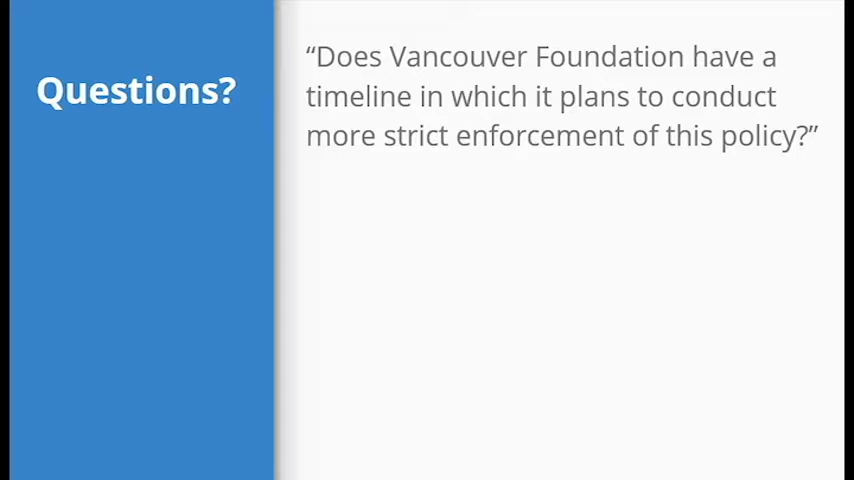 Questions?
“Does Vancouver Foundation have a
timeline in which it plans to conduct
more strict enforcement of this policy?”